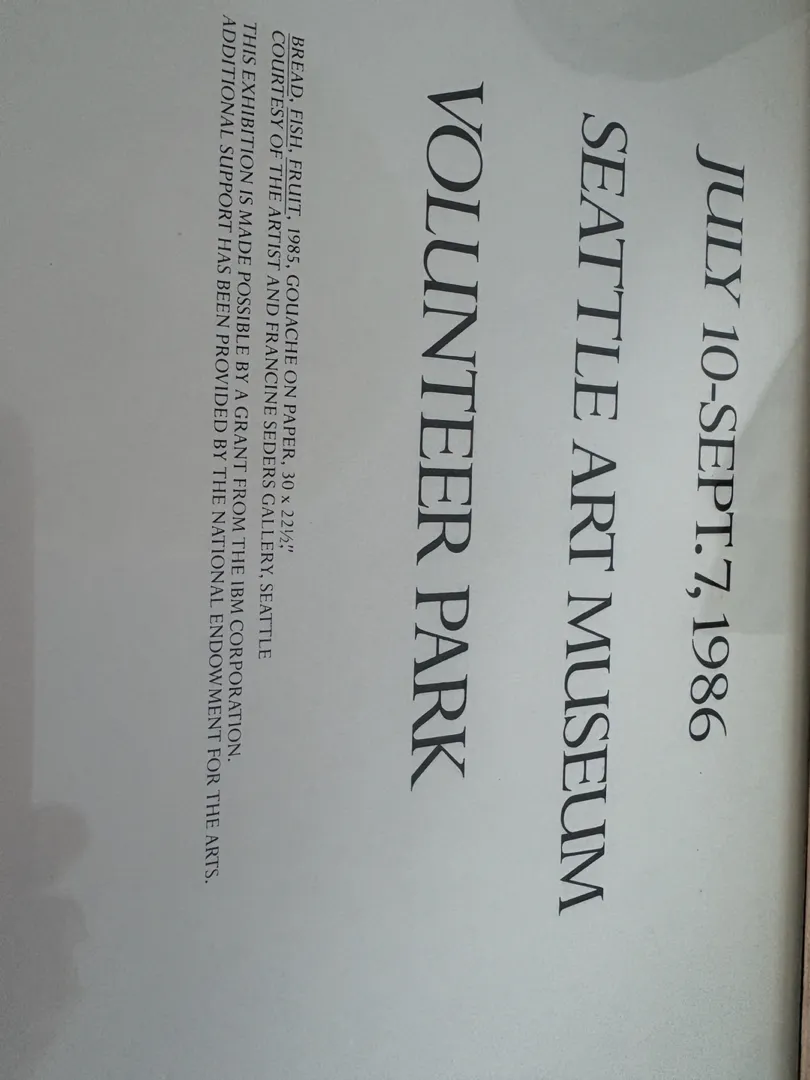 JULY 10-SEPT. 7, 1986
SEATTLE ART MUSEUM
VOLUNTEER PARK
BREAD, FISH, FRUIT, 1985, GOUACHE ON PAPER, 30 x 22½,"
COURTESY OF THE ARTIST AND FRANCINE SEDERS GALLERY, SEATTLE
THIS EXHIBITION IS MADE POSSIBLE BY A GRANT FROM THE IBM CORPORATION.
ADDITIONAL SUPPORT HAS BEEN PROVIDED BY THE NATIONAL ENDOWMENT FOR THE ARTS.